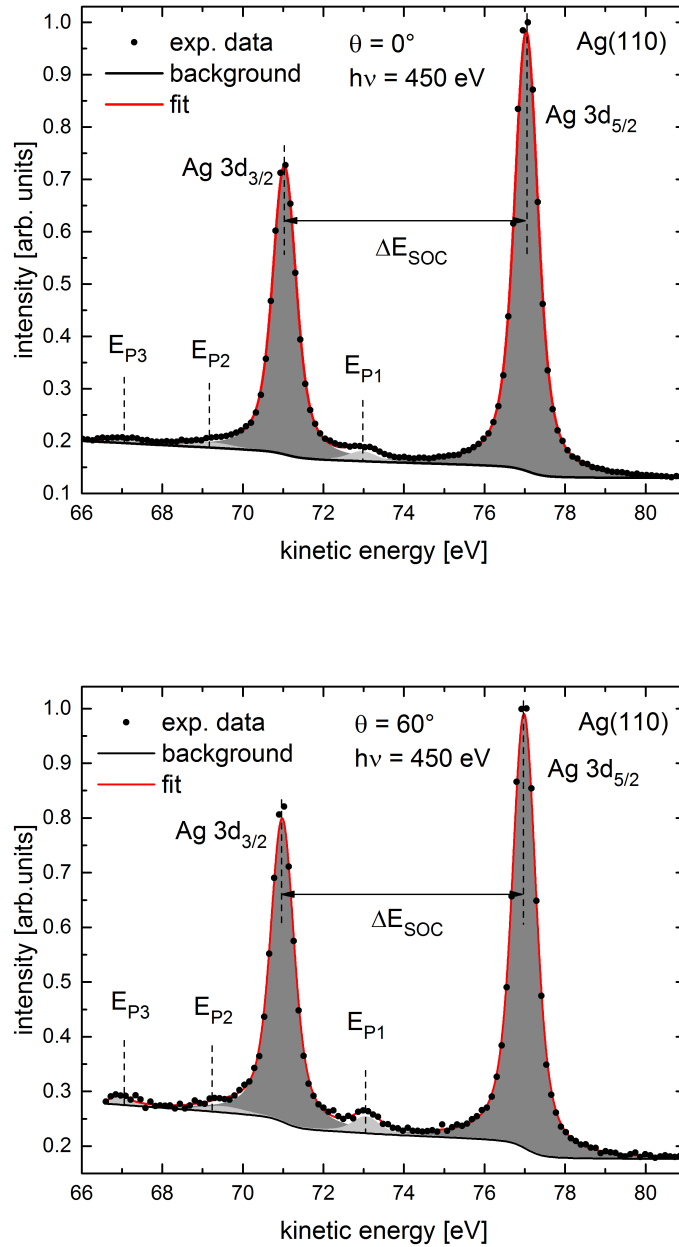 exp. data
background
fit
θ = 0°
hν = 450 eV
Ag(110)
Ag 3d5/2
Ag 3d3/2
ΔESOC
EP3
EP2
EP1
intensity [arb. units]
1.0
0.9
0.8
0.7
0.6
0.5
0.4
0.3
0.2
0.1
66 68 70 72 74 76 78 80
kinetic energy [eV]
exp. data
background
fit
θ = 60°
hν = 450 eV
Ag(110)
Ag 3d5/2
Ag 3d3/2
ΔESOC
EP3
EP2
EP1
intensity [arb.units]
1.0
0.9
0.8
0.7
0.6
0.5
0.4
0.3
0.2
66 68 70 72 74 76 78 80
kinetic energy [eV]